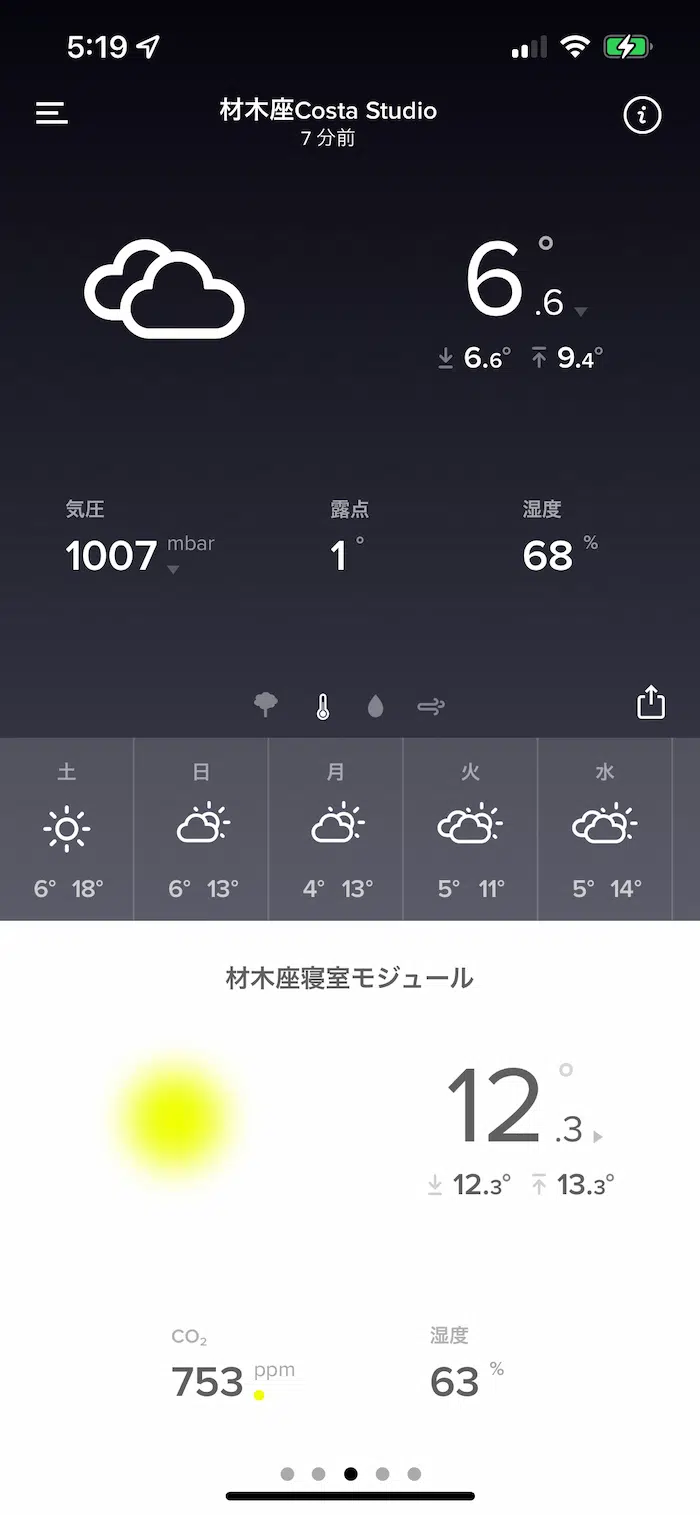 5:19
材木座Costa Studio
7 分前
6.6°
6.6° 9.4°
気圧 露点 湿度
1007 mbar 1° 68 %
土 日 月 火 水
6° 18° 6° 13° 4° 13° 5° 11° 5° 14°
材木座寝室モジュール
12.3°
12.3° 13.3°
CO₂ 湿度
753 ppm 63 %